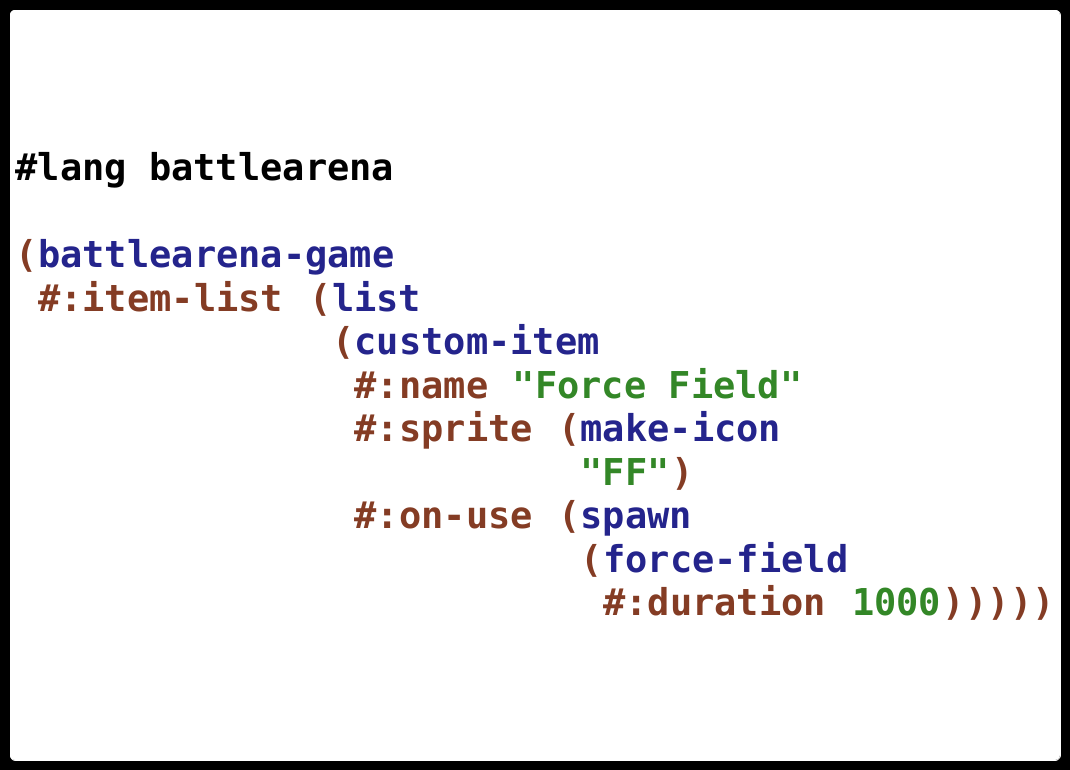 #lang battlearena
(battlearena-game
 #:item-list (list
              (custom-item
               #:name "Force Field"
               #:sprite (make-icon
                         "FF")
               #:on-use (spawn
                         (force-field
                          #:duration 1000)))))